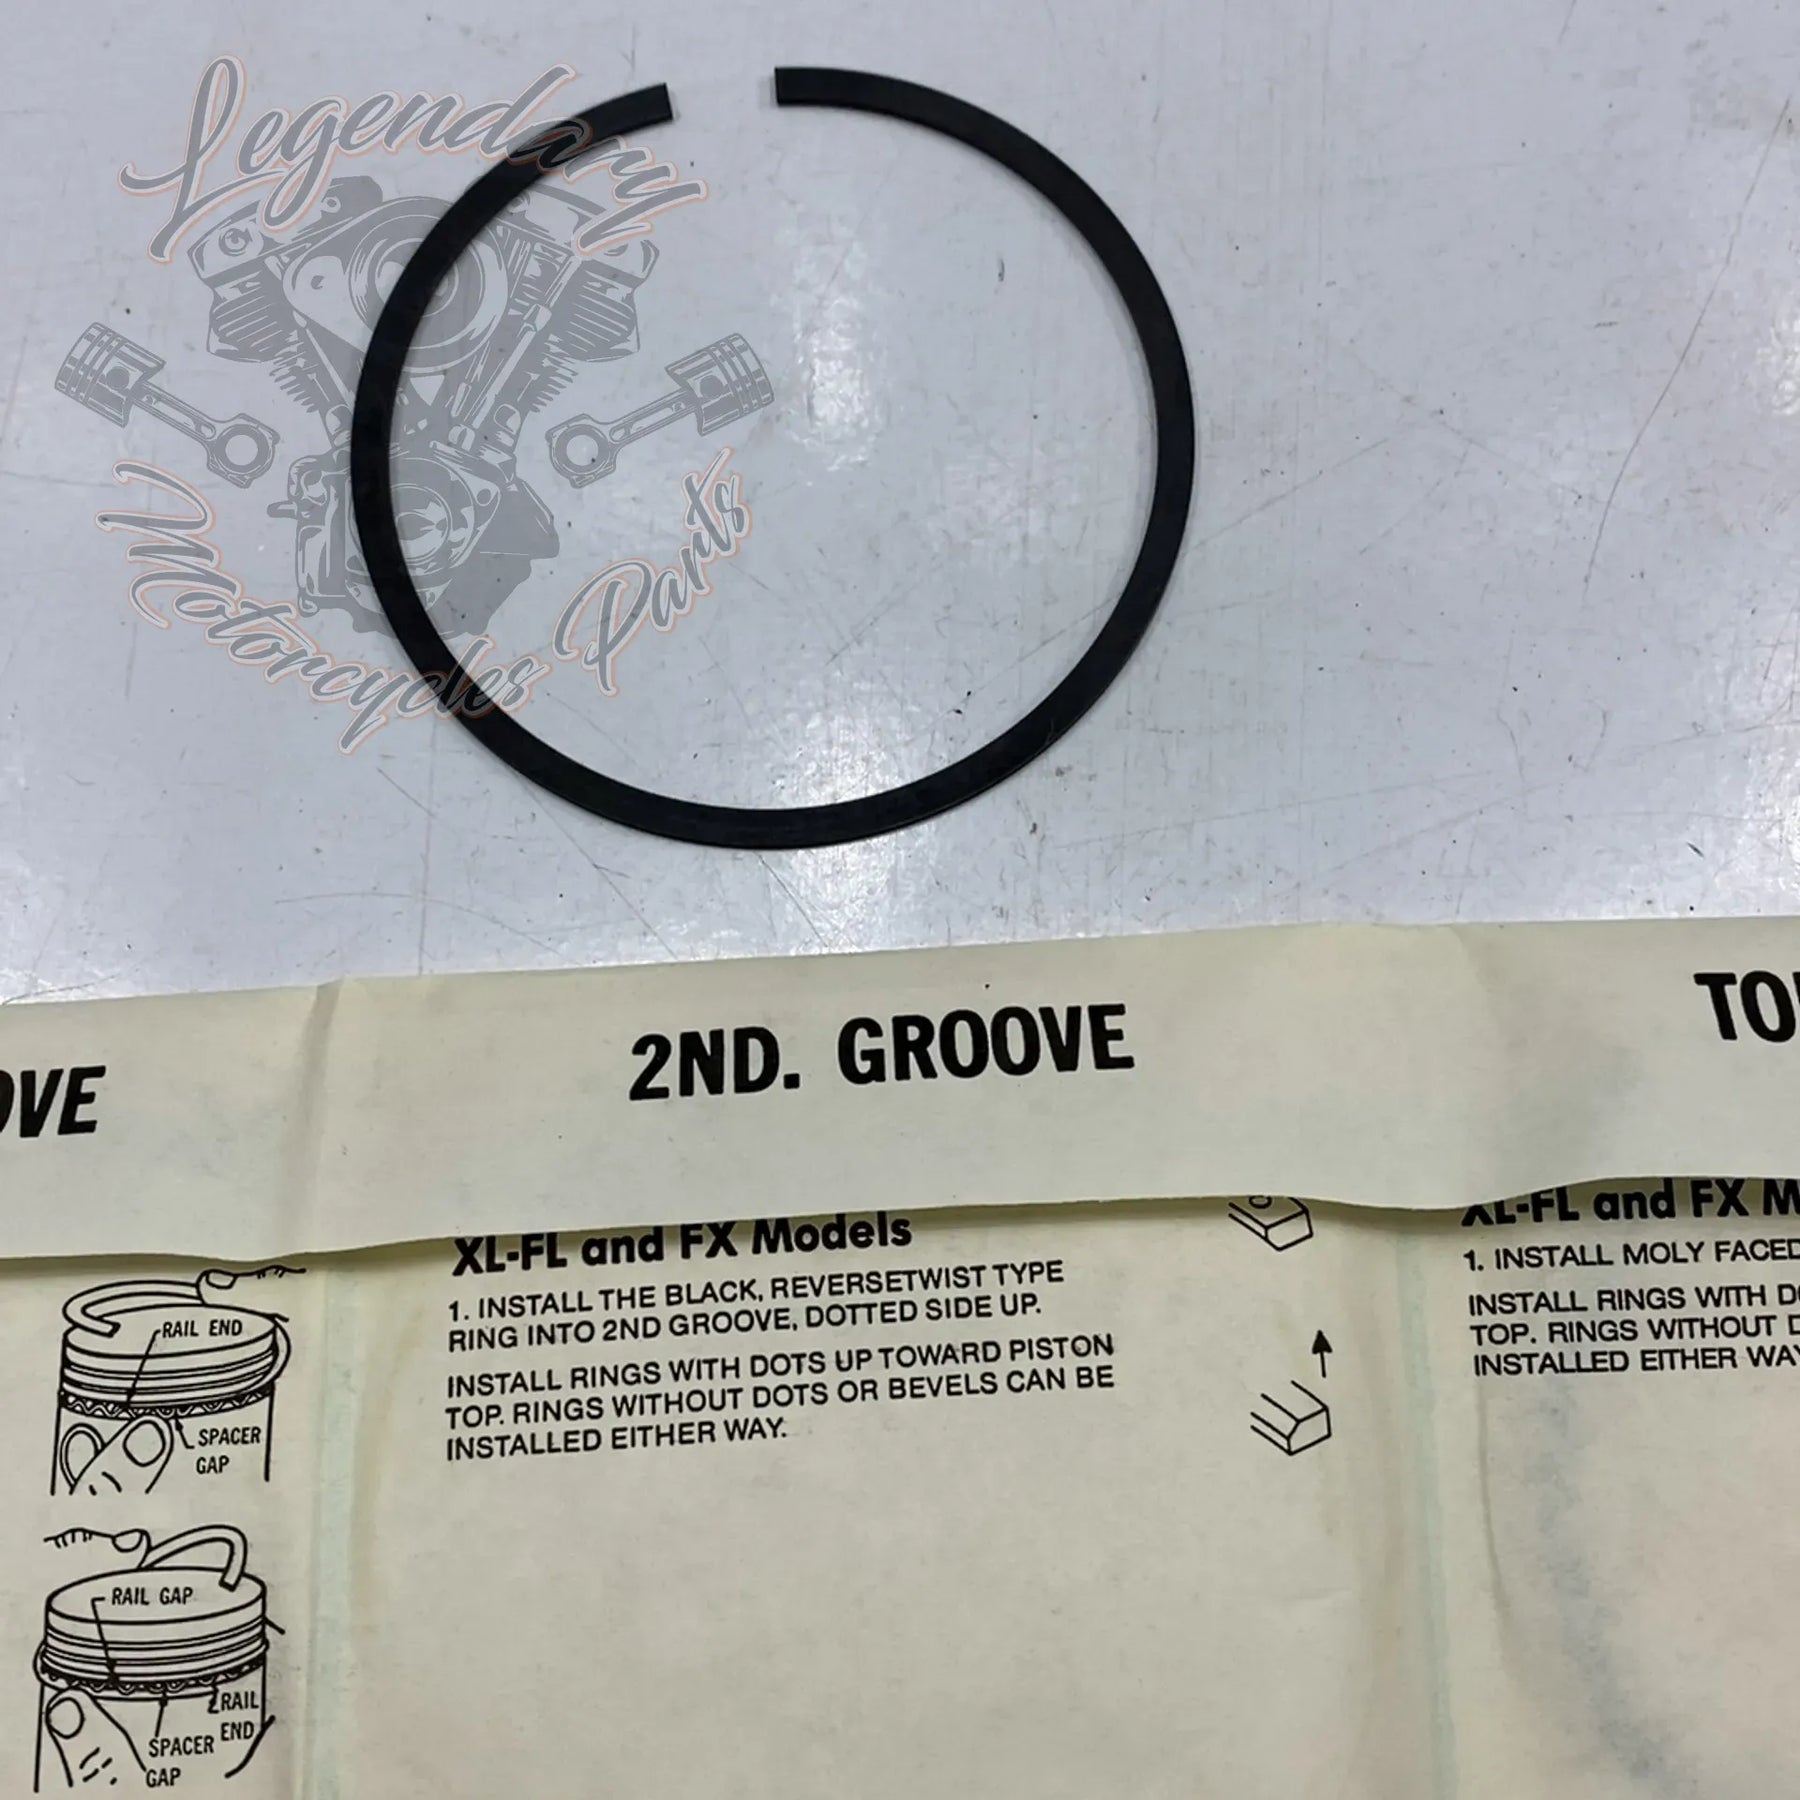 Legendary
Motorcycles Parts
2ND. GROOVE
XL-FL and FX Models
1. INSTALL THE BLACK, REVERSETWIST TYPE
RING INTO 2ND GROOVE, DOTTED SIDE UP.
INSTALL RINGS WITH DOTS UP TOWARD PISTON
TOP. RINGS WITHOUT DOTS OR BEVELS CAN BE
INSTALLED EITHER WAY.
RAIL END
SPACER
GAP
RAIL GAP
RAIL
END
SPACER
GAP
XL-FL and FX
1. INSTALL MOLY FACED
INSTALL RINGS WITH
TOP. RINGS WITHOUT
INSTALLED EITHER WAY